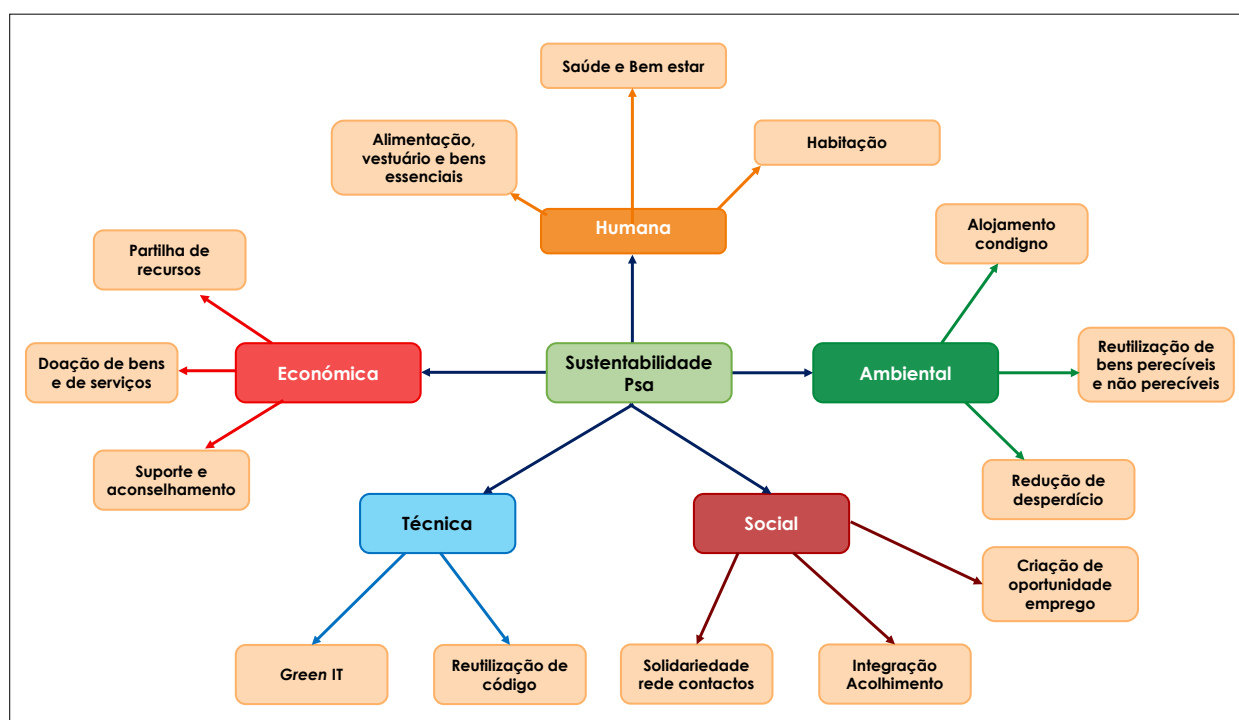 Saúde e Bem estar
Alimentação,
vestuário e bens
essenciais
Habitação
Humana
Alojamento
condigno
Partilha de
recursos
Doação de bens
e de serviços
Económica
Sustentabilidade
Psa
Ambiental
Reutilização de
bens perecíveis
e não perecíveis
Suporte e
aconselhamento
Redução de
desperdício
Técnica
Social
Criação de
oportunidade
emprego
Green IT
Reutilização de
código
Solidariedade
rede contactos
Integração
Acolhimento